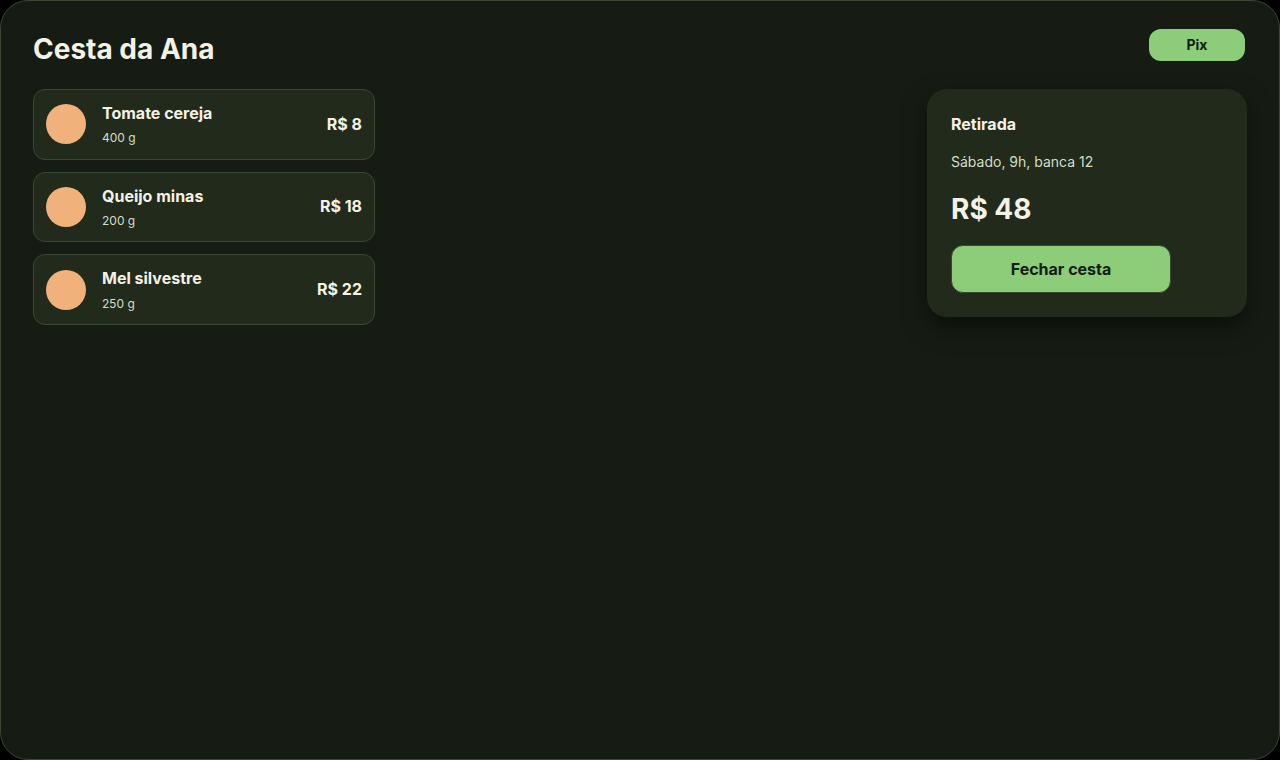 Cesta da Ana
Pix
Tomate cereja
400 g
R$ 8
Queijo minas
200 g
R$ 18
Mel silvestre
250 g
R$ 22
Retirada
Sábado, 9h, banca 12
R$ 48
Fechar cesta